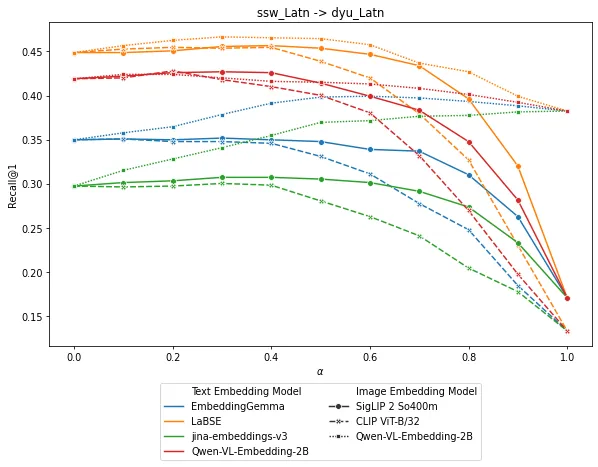 ssw_Latn -> dyu_Latn
Recall@1
0.45
0.40
0.35
0.30
0.25
0.20
0.15
0.0 0.2 0.4 0.6 0.8 1.0
α
Text Embedding Model
EmbeddingGemma
LaBSE
jina-embeddings-v3
Qwen-VL-Embedding-2B
Image Embedding Model
SigLIP 2 So400m
CLIP ViT-B/32
Qwen-VL-Embedding-2B